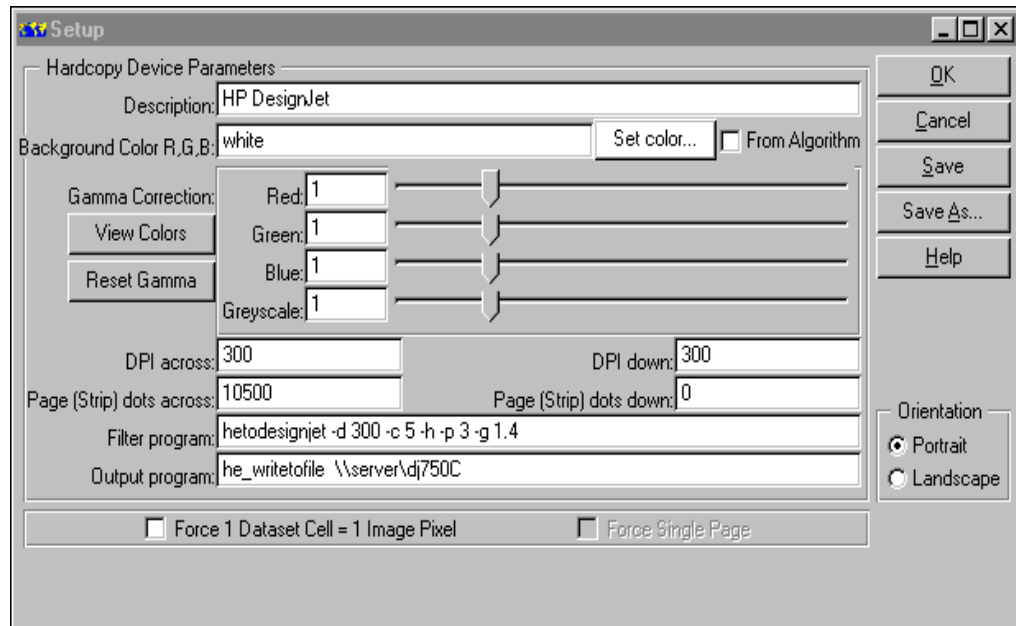 Setup
Hardcopy Device Parameters
Description: HP DesignJet
Background Color R,G,B: white Set color... From Algorithm
Gamma Correction: Red: 1
View Colors Green: 1
Reset Gamma Blue: 1
Greyscale: 1
DPI across: 300 DPI down: 300
Page (Strip) dots across: 10500 Page (Strip) dots down: 0
Filter program: hetodesignjet -d 300 -c 5 -h -p 3 -g 1.4
Output program: he_writetofile \\server\dj750C
Force 1 Dataset Cell = 1 Image Pixel Force Single Page
OK
Cancel
Save
Save As...
Help
Orientation
Portrait
Landscape